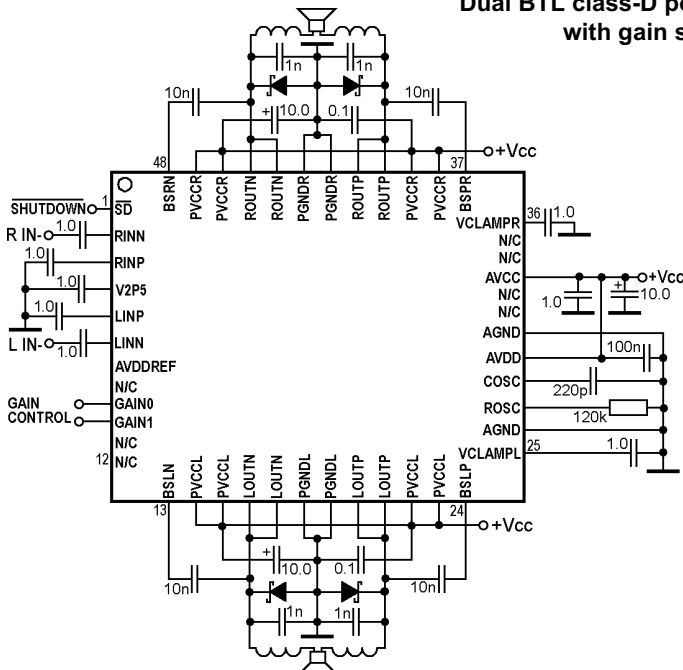 Dual BTL class-D po
with gain s
1n 1n
10n 10.0 0.1 10n
+
+Vcc
48 37
BSRN PVCCR PVCCR ROUTN ROUTN PGNDR PGNDR ROUTP ROUTP PVCCR PVCCR BSPR
SHUTDOWN 1 SD
R IN- 1.0 RINN
1.0 RINP
1.0 V2P5
1.0 LINP
L IN- 1.0 LINN
AVDDREF
N/C
GAIN CONTROL
GAIN0
GAIN1
N/C
12 N/C
VCLAMPR 36 1.0
N/C
N/C
AVCC +Vcc
N/C 1.0 + 10.0
N/C
AGND
AVDD 100n
COSC 220p
ROSC 120k
AGND
VCLAMPL 25 1.0
BSLN PVCCL PVCCL LOUTN LOUTN PGNDL PGNDL LOUTP LOUTP PVCCL PVCCL BSLP
13 24
+Vcc
+
10n 10.0 0.1 10n
1n 1n